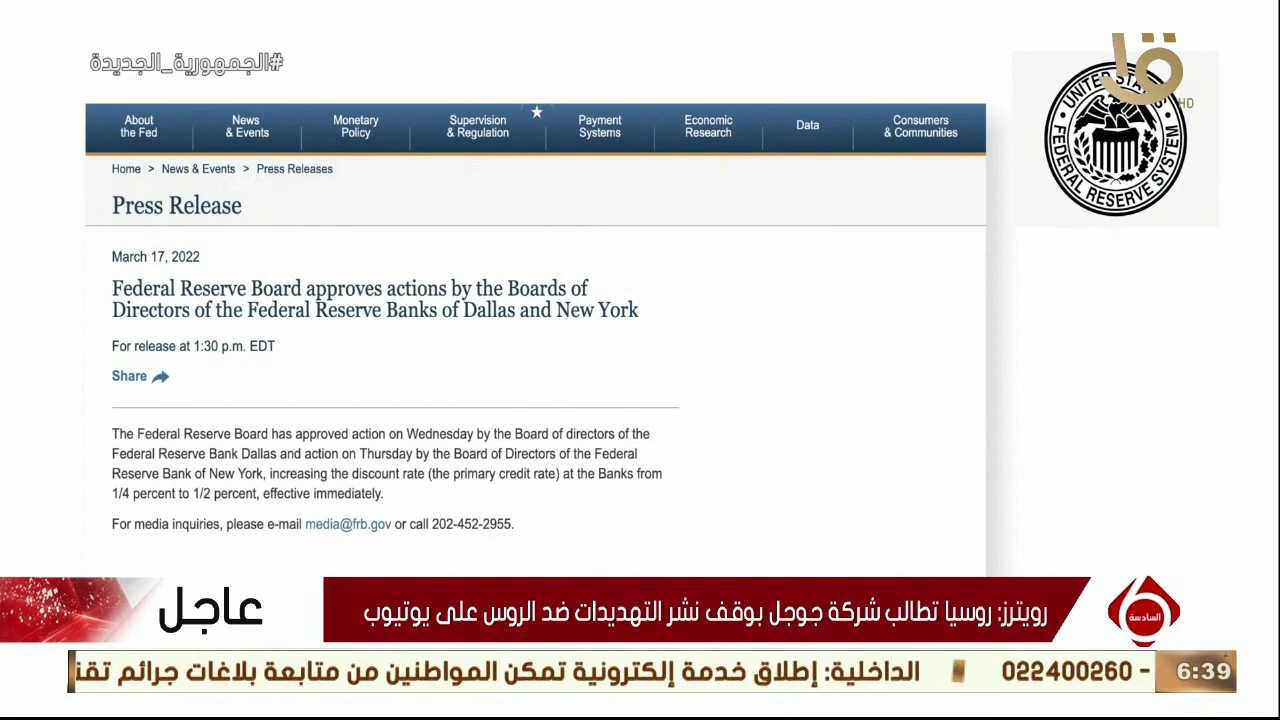 #الجمهورية_الجديدة
HD
UNITED STA
FEDERAL RESERVE SYSTEM
About the Fed
News & Events
Monetary Policy
Supervision & Regulation
Payment Systems
Economic Research
Data
Consumers & Communities
Home > News & Events > Press Releases
Press Release
March 17, 2022
Federal Reserve Board approves actions by the Boards of
Directors of the Federal Reserve Banks of Dallas and New York
For release at 1:30 p.m. EDT
Share
The Federal Reserve Board has approved action on Wednesday by the Board of directors of the
Federal Reserve Bank Dallas and action on Thursday by the Board of Directors of the Federal
Reserve Bank of New York, increasing the discount rate (the primary credit rate) at the Banks from
1/4 percent to 1/2 percent, effective immediately.
For media inquiries, please e-mail media@frb.gov or call 202-452-2955.
السادسة
رويترز: روسيا تطالب شركة جوجل بوقف نشر التهديدات ضد الروس على يوتيوب
عاجل
6:39
022400260 - الداخلية: إطلاق خدمة إلكترونية تمكن المواطنين من متابعة بلاغات جرائم تقن